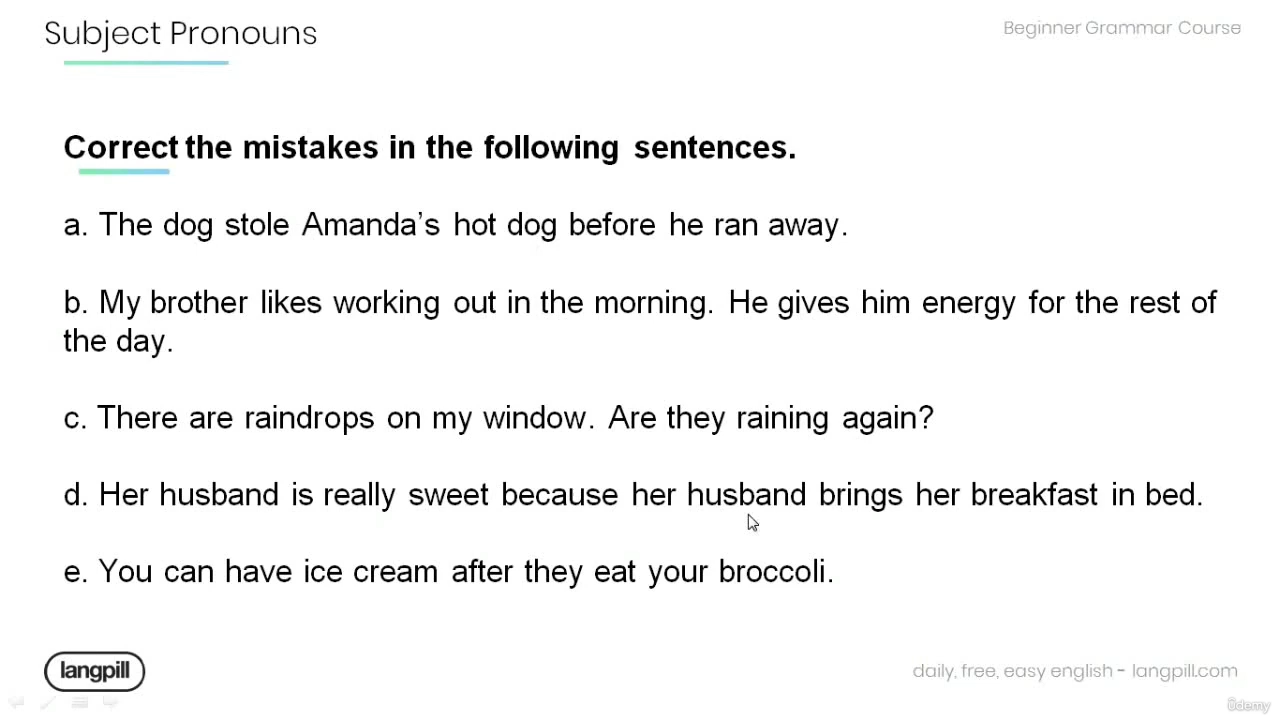 Subject Pronouns
Beginner Grammar Course
Correct the mistakes in the following sentences.
a. The dog stole Amanda’s hot dog before he ran away.
b. My brother likes working out in the morning. He gives him energy for the rest of
the day.
c. There are raindrops on my window. Are they raining again?
d. Her husband is really sweet because her husband brings her breakfast in bed.
e. You can have ice cream after they eat your broccoli.
langpill
daily, free, easy english - langpill.com
ûdemy